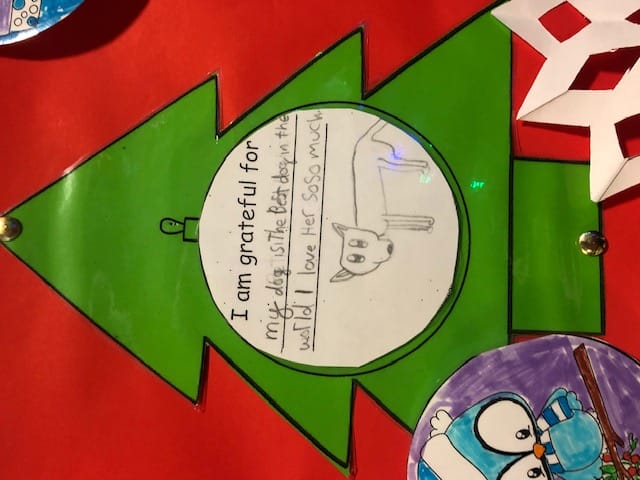 I am grateful for
my dog is The Best dog in the
world I love Her soso much